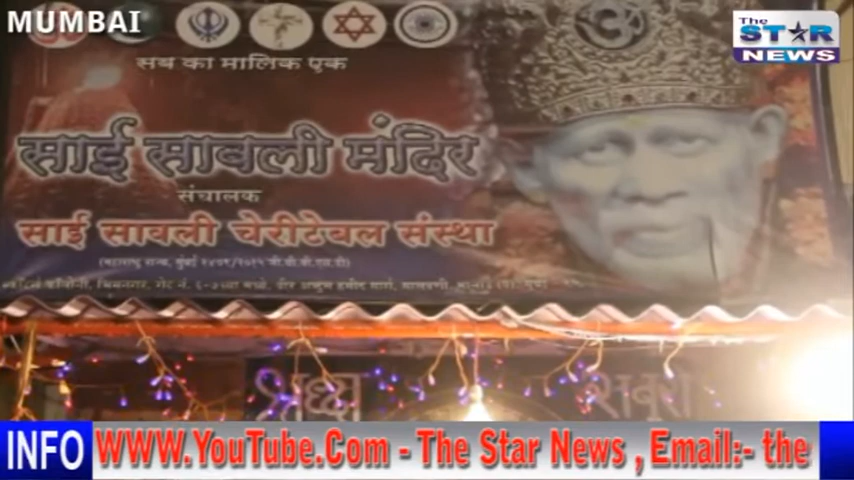 MUMBAI
The
STAR
NEWS
सब का मालिक एक
साई सावली मंदिर
संचालक
साई सावली चेरीटेबल संस्था
श्रध्दा सबुरी
INFO WWW.YouTube.Com - The Star News , Email:- the